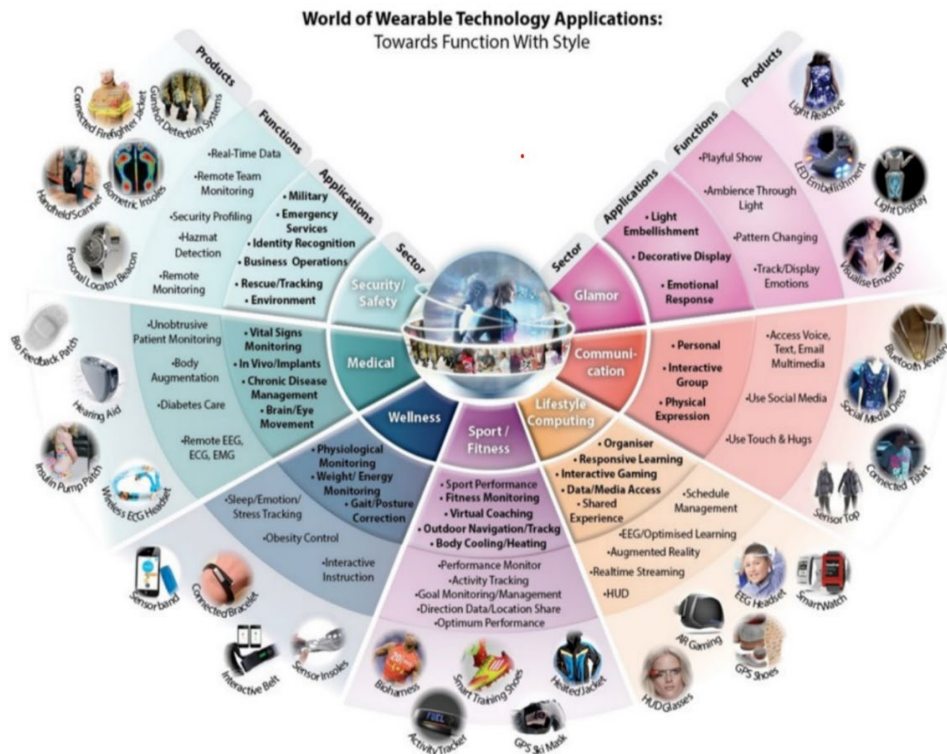 World of Wearable Technology Applications:
Towards Function With Style
Products
Functions
Applications
Sector
Security/
Safety
• Military
• Emergency
Services
• Identity Recognition
• Business Operations
• Rescue/Tracking
• Environment
•Real-Time Data
•Remote Team
Monitoring
•Security Profiling
•Hazmat
Detection
•Remote
Monitoring
Connected Firefighter Jacket
Gunshot Detection Systems
Handheld Scanner
Biometric Insoles
Personal Locator Beacon
Medical
• Vital Signs
Monitoring
• In Vivo/Implants
• Chronic Disease
Management
• Brain/Eye
Movement
•Unobtrusive
Patient Monitoring
•Body
Augmentation
•Diabetes Care
•Remote EEG,
ECG, EMG
Bio Feedback Patch
Hearing Aid
Insulin Pump Patch
Wireless ECG Headset
Wellness
• Physiological
Monitoring
• Weight/ Energy
Monitoring
• Gait/Posture
Correction
•Sleep/Emotion/
Stress Tracking
•Obesity Control
•Interactive
Instruction
Sensorband
Connected Bracelet
Interactive Belt
Sensor Insoles
Sport /
Fitness
• Sport Performance
• Fitness Monitoring
• Virtual Coaching
• Outdoor Navigation/Trackg
• Body Cooling/Heating
•Performance Monitor
•Activity Tracking
•Goal Monitoring/Management
•Direction Data/Location Share
•Optimum Performance
Bioharness
Smart Training Shoes
Heated Jacket
Activity Tracker
FUEL
GPS Ski Mask
Lifestyle
Computing
• Organiser
• Responsive Learning
• Interactive Gaming
• Data/Media Access
• Shared
Experience
•Schedule
Management
•EEG/Optimised Learning
•Augmented Reality
•Realtime Streaming
•HUD
EEG Headset
SmartWatch
AR Gaming
GPS Shoes
HUD Glasses
Communi-
cation
• Personal
• Interactive
Group
• Physical
Expression
•Access Voice,
Text, Email
Multimedia
•Use Social Media
•Use Touch & Hugs
Bluetooth Jewels
Social Media Dress
Connected Tshirt
Sensor Top
Glamor
• Light
Embellishment
• Decorative Display
• Emotional
Response
•Playful Show
•Ambience Through
Light
•Pattern Changing
•Track/Display
Emotions
Light Reactive
LED Embellishment
Light Display
Visualise Emotion
Sector
Applications
Functions
Products